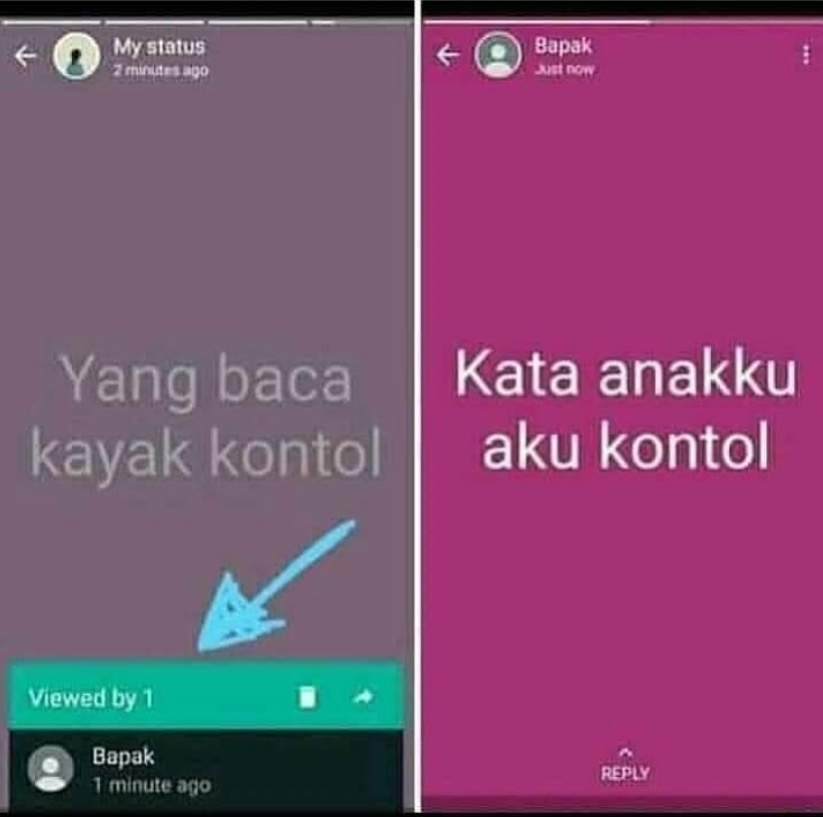 My status
2 minutes ago
Yang baca
kayak kontol
Viewed by 1
Bapak
1 minute ago
Bapak
Just now
Kata anakku
aku kontol
REPLY